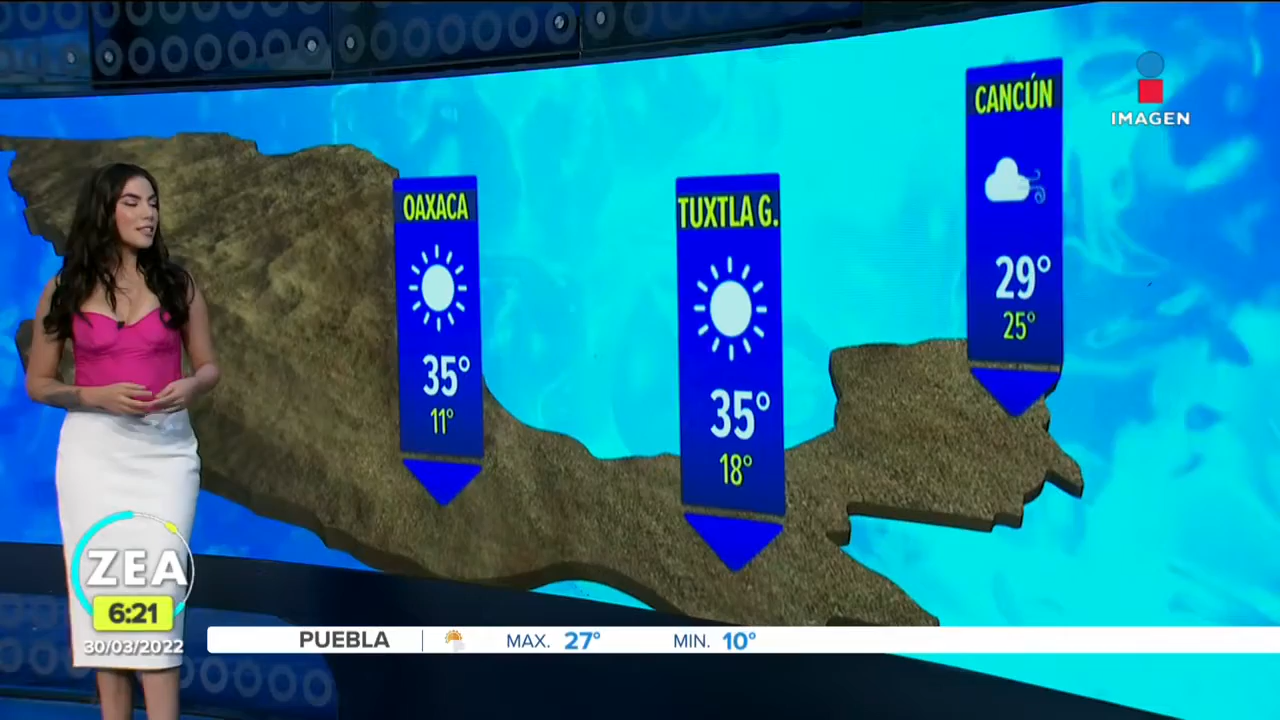 CANCÚN
29°
25°
IMAGEN
OAXACA
35°
11°
TUXTLA G.
35°
18°
ZEA
6:21
30/03/2022
PUEBLA MAX. 27° MIN. 10°